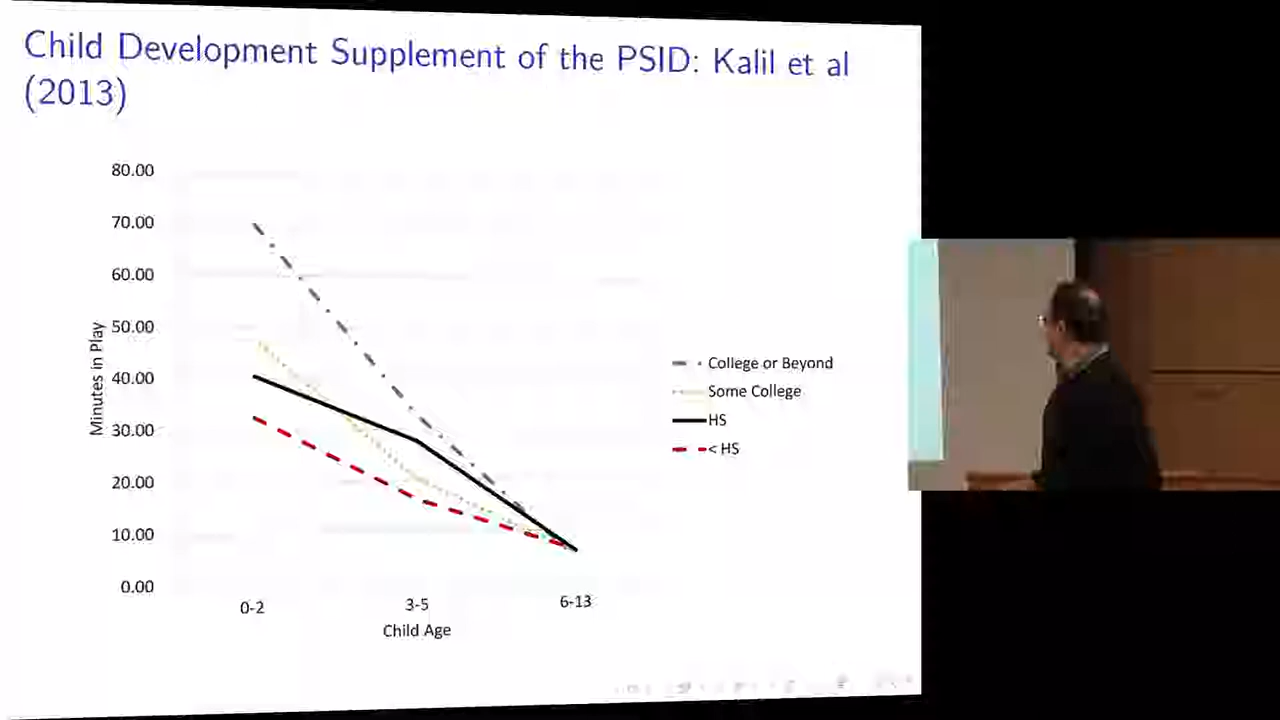 Child Development Supplement of the PSID: Kalil et al
(2013)
80.00
70.00
60.00
50.00
40.00
30.00
20.00
10.00
0.00
Minutes in Play
0-2
3-5
6-13
Child Age
College or Beyond
Some College
HS
< HS